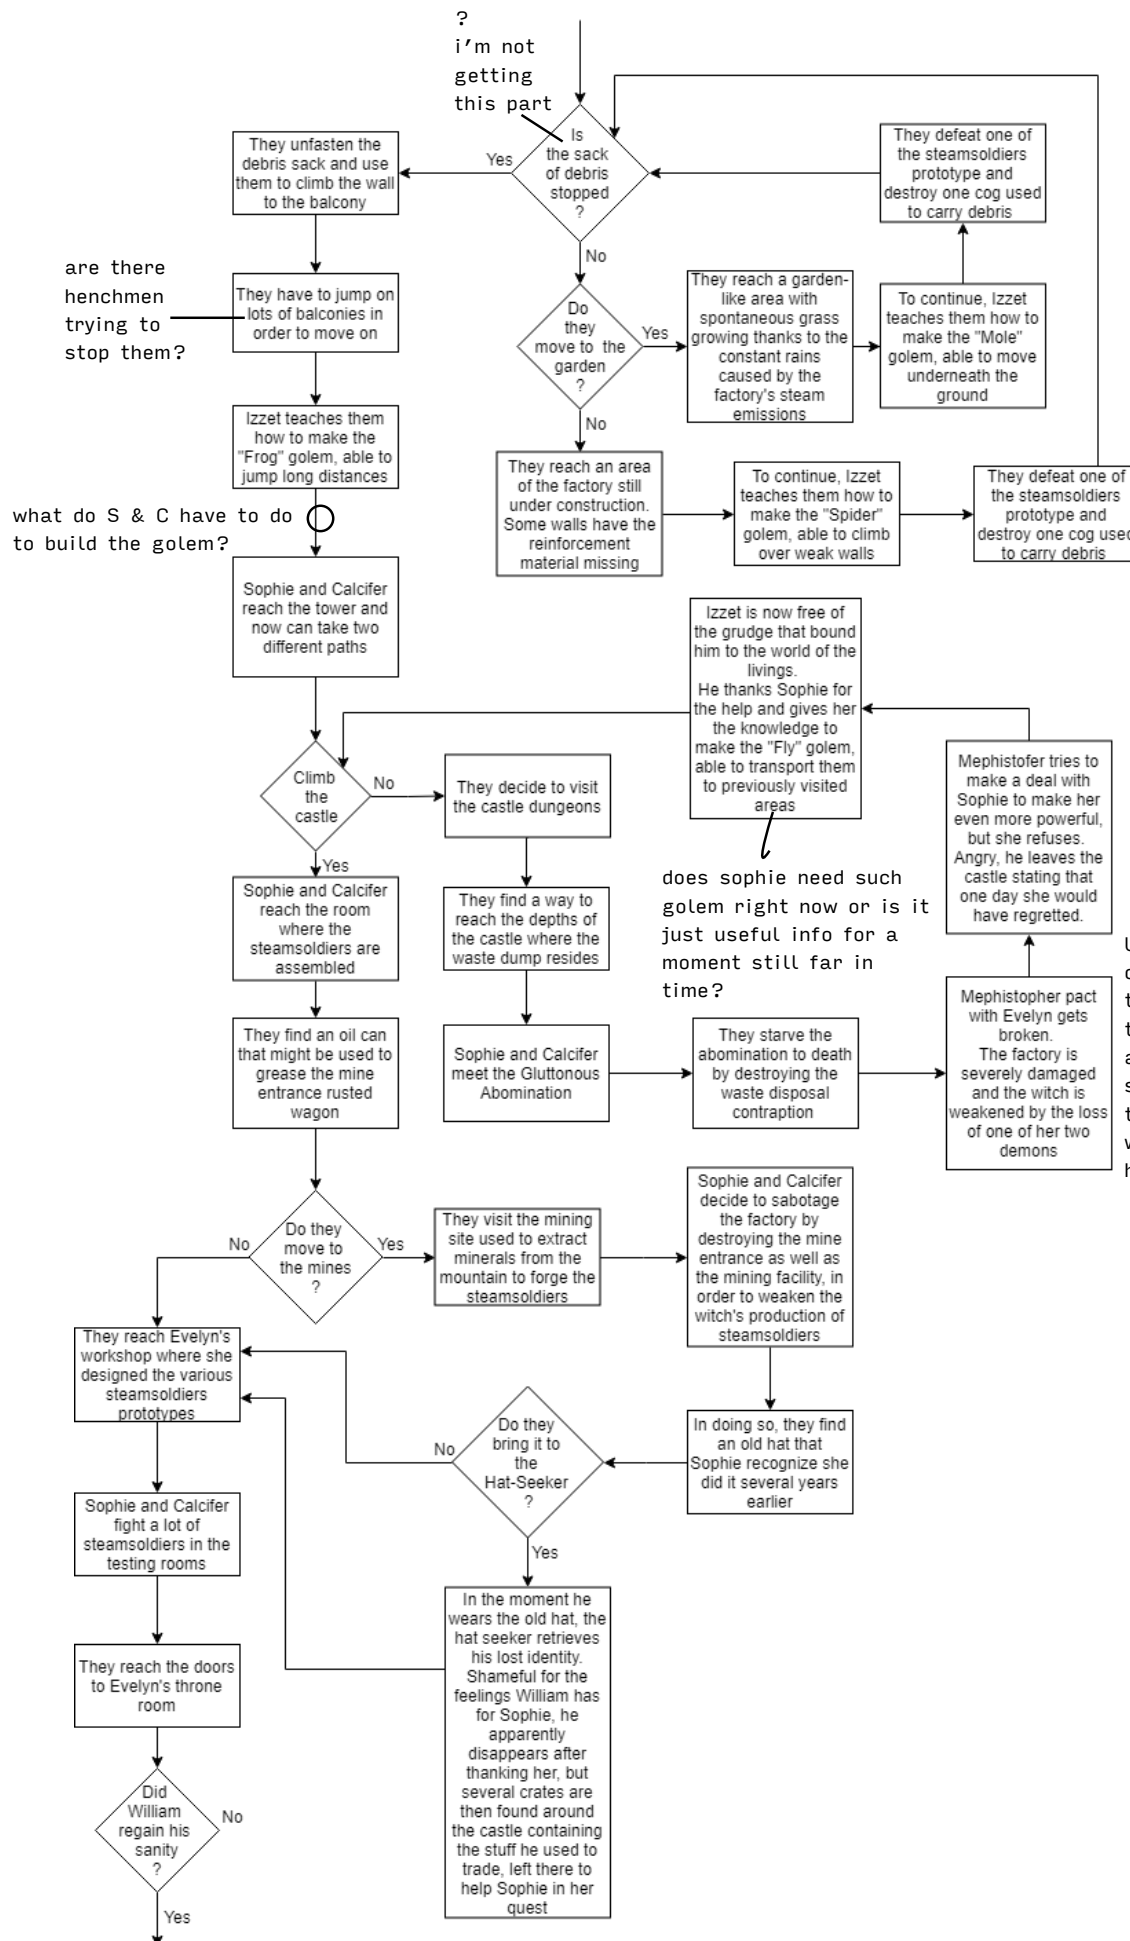 ?
i'm not
getting
this part
Is
the sack
of debris
stopped
?
Yes
No
They unfasten the
debris sack and use
them to climb the wall
to the balcony
They defeat one of
the steamsoldiers
prototype and
destroy one cog used
to carry debris
are there
henchmen
trying to
stop them?
They have to jump on
lots of balconies in
order to move on
Do
they
move to the
garden
?
Yes
No
They reach a garden-
like area with
spontaneous grass
growing thanks to the
constant rains
caused by the
factory's steam
emissions
To continue, Izzet
teaches them how to
make the "Mole"
golem, able to move
underneath the
ground
Izzet teaches them
how to make the
"Frog" golem, able to
jump long distances
They reach an area
of the factory still
under construction.
Some walls have the
reinforcement
material missing
To continue, Izzet
teaches them how to
make the "Spider"
golem, able to climb
over weak walls
They defeat one of
the steamsoldiers
prototype and
destroy one cog used
to carry debris
what do S & C have to do
to build the golem?
Sophie and Calcifer
reach the tower and
now can take two
different paths
Izzet is now free of
the grudge that bound
him to the world of the
livings.
He thanks Sophie for
the help and gives her
the knowledge to
make the "Fly" golem,
able to transport them
to previously visited
areas
Climb
the
castle
No
Yes
They decide to visit
the castle dungeons
Mephistofer tries to
make a deal with
Sophie to make her
even more powerful,
but she refuses.
Angry, he leaves the
castle stating that
one day she would
have regretted.
does sophie need such
golem right now or is it
just useful info for a
moment still far in
time?
Sophie and Calcifer
reach the room
where the
steamsoldiers are
assembled
They find a way to
reach the depths of
the castle where the
waste dump resides
Mephistopher pact
with Evelyn gets
broken.
The factory is
severely damaged
and the witch is
weakened by the loss
of one of her two
demons
They find an oil can
that might be used to
grease the mine
entrance rusted
wagon
Sophie and Calcifer
meet the Gluttonous
Abomination
They starve the
abomination to death
by destroying the
waste disposal
contraption
Do they
move to
the mines
?
No
Yes
They visit the mining
site used to extract
minerals from the
mountain to forge the
steamsoldiers
Sophie and Calcifer
decide to sabotage
the factory by
destroying the mine
entrance as well as
the mining facility, in
order to weaken the
witch's production of
steamsoldiers
They reach Evelyn's
workshop where she
designed the various
steamsoldiers
prototypes
Do they
bring it to
the
Hat-Seeker
?
No
Yes
In doing so, they find
an old hat that
Sophie recognize she
did it several years
earlier
Sophie and Calcifer
fight a lot of
steamsoldiers in the
testing rooms
In the moment he
wears the old hat, the
hat seeker retrieves
his lost identity.
Shameful for the
feelings William has
for Sophie, he
apparently
disappears after
thanking her, but
several crates are
then found around
the castle containing
the stuff he used to
trade, left there to
help Sophie in her
quest
They reach the doors
to Evelyn's throne
room
Did
William
regain his
sanity
?
No
Yes